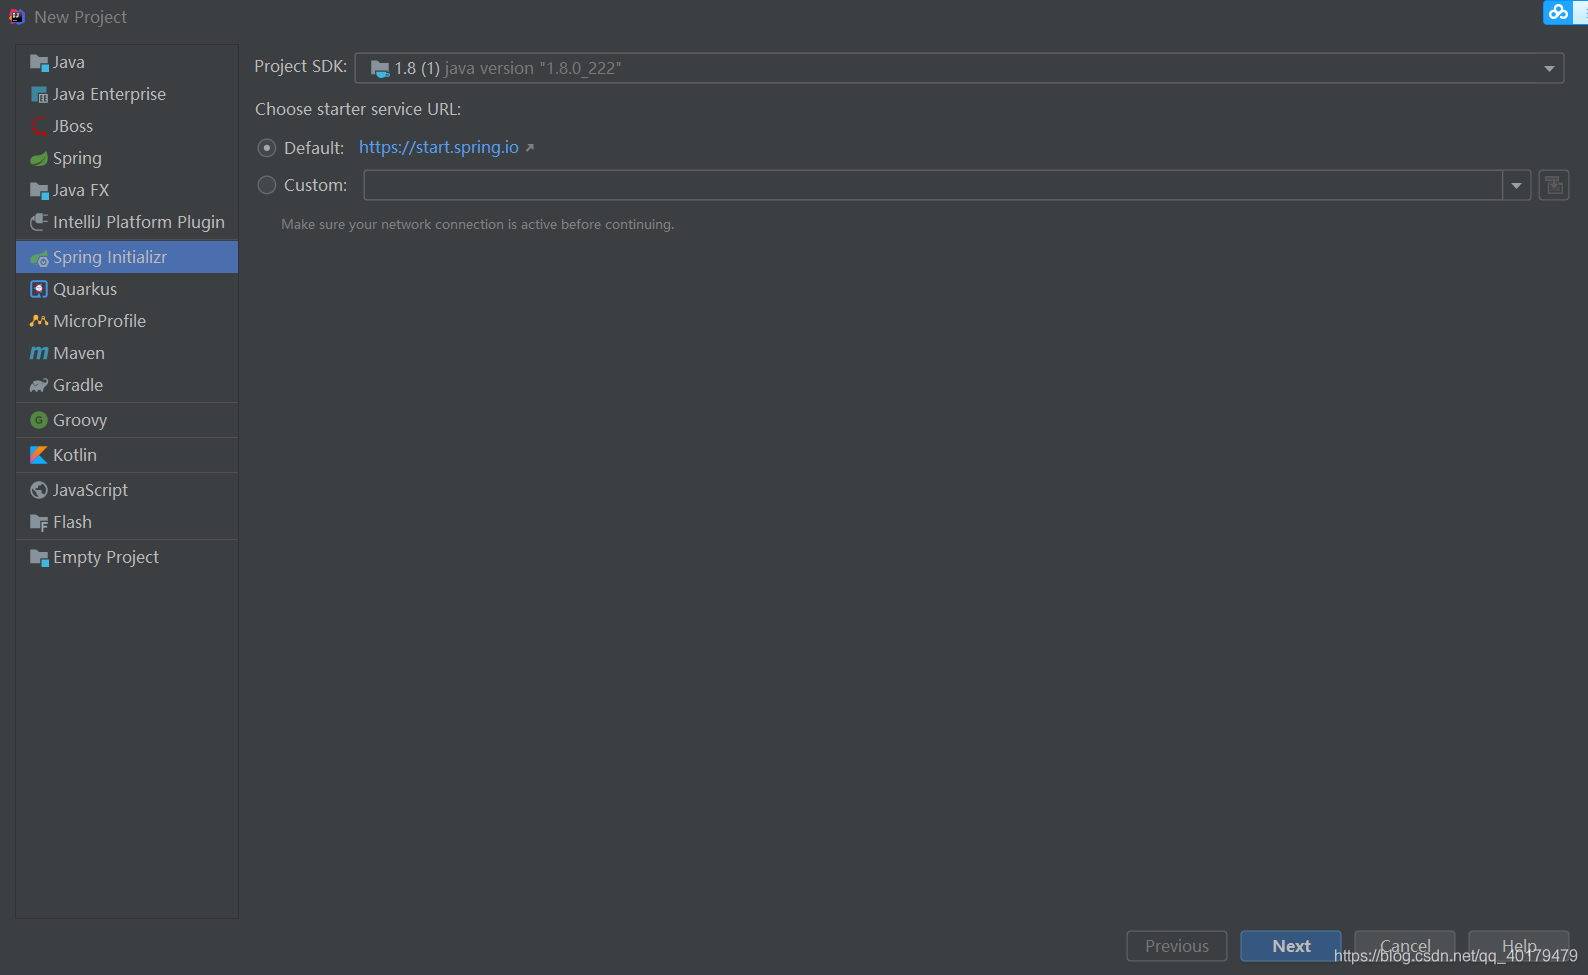 New Project
Java
Java Enterprise
JBoss
Spring
Java FX
IntelliJ Platform Plugin
Spring Initializr
Quarkus
MicroProfile
Maven
Gradle
Groovy
Kotlin
JavaScript
Flash
Empty Project
Project SDK: 1.8 (1) java version "1.8.0_222"
Choose starter service URL:
Default: https://start.spring.io
Custom:
Make sure your network connection is active before continuing.
Previous Next Cancel Help
https://blog.csdn.net/qq_40179479